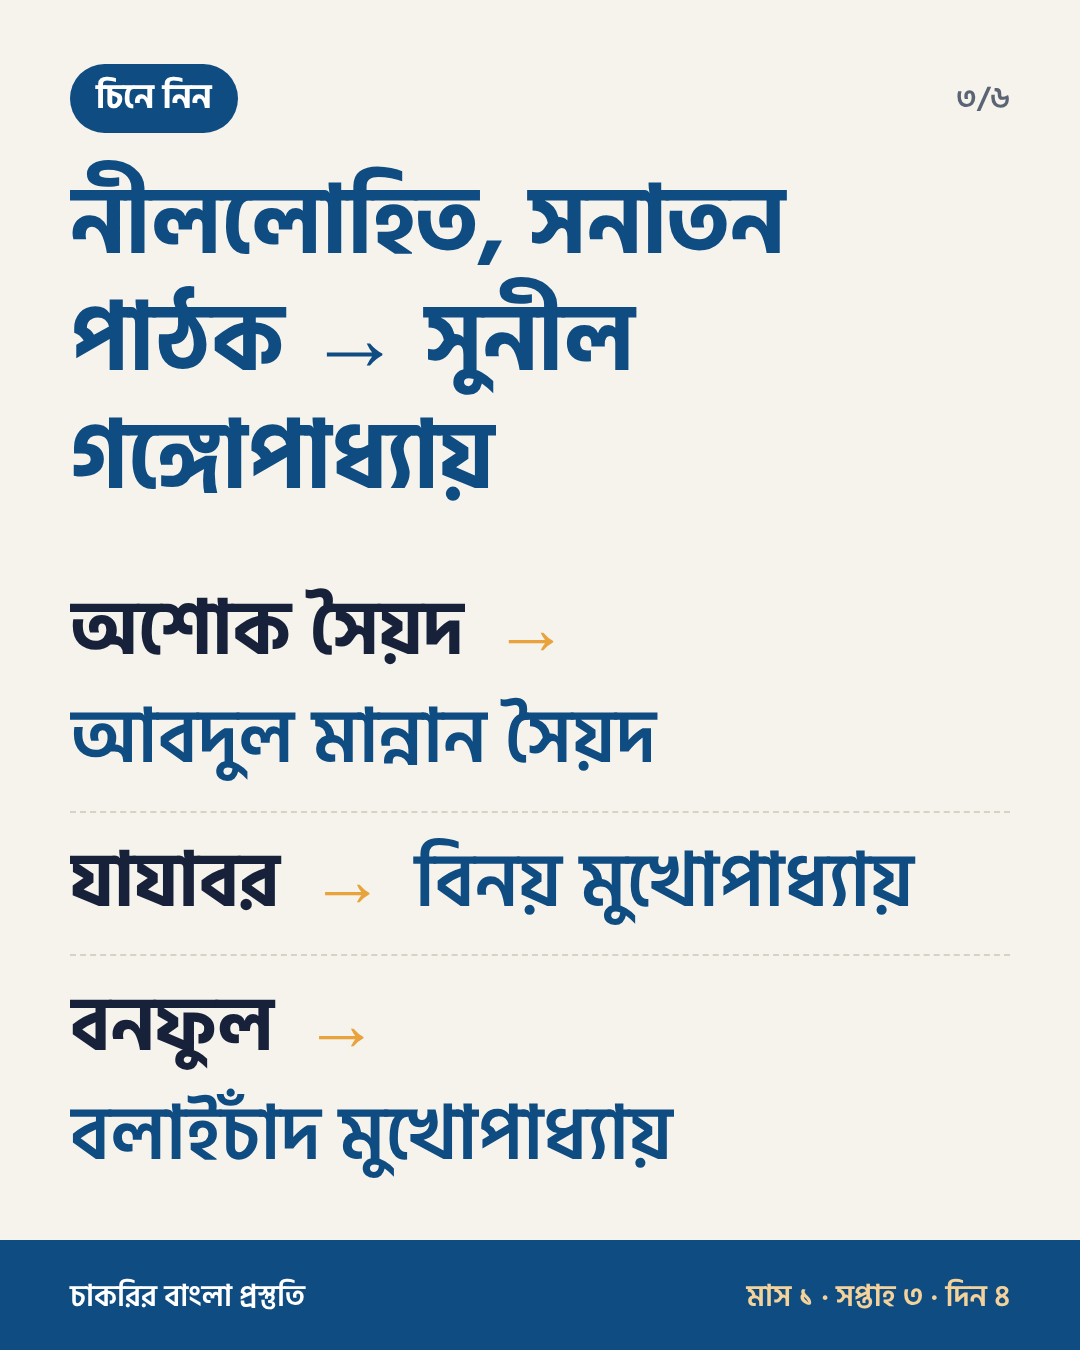 চিনে নিন
৩/৬
নীললোহিত, সনাতন
পাঠক → সুনীল
গঙ্গোপাধ্যায়
অশোক সৈয়দ →
আবদুল মান্নান সৈয়দ
যাযাবর → বিনয় মুখোপাধ্যায়
বনফুল →
বলাইচাঁদ মুখোপাধ্যায়
চাকরির বাংলা প্রস্তুতি
মাস ১ · সপ্তাহ ৩ · দিন ৪